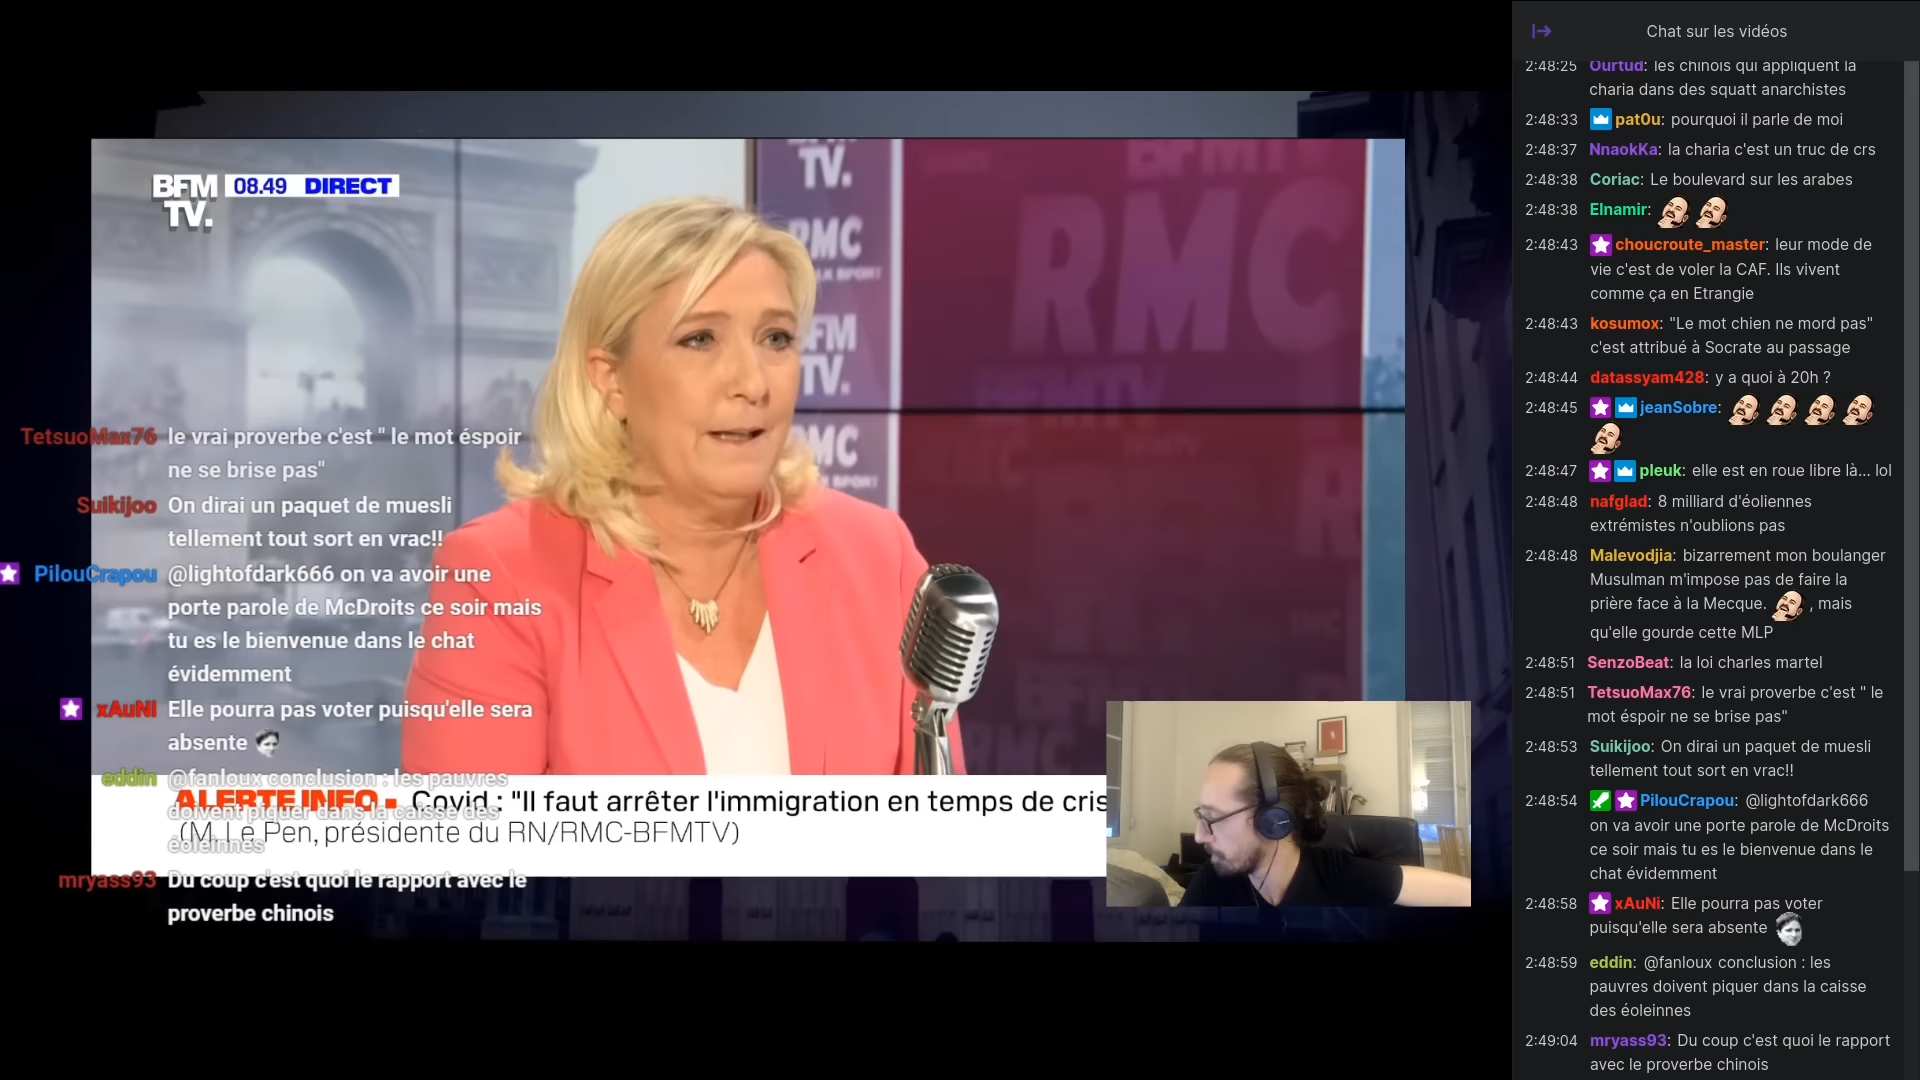 BFM
TV.
08.49 DIRECT
BFMTV
TV.
RMC
RMC
TV.
RMC
TetsuoMax76 le vrai proverbe c'est " le mot éspoir
ne se brise pas"
Suikijoo On dirai un paquet de muesli
tellement tout sort en vrac!!
PilouCrapou @lightofdark666 on va avoir une
porte parole de McDroits ce soir mais
tu es le bienvenue dans le chat
évidemment
xAuNi Elle pourra pas voter puisqu'elle sera
absente
eddin @fanloux conclusion : les pauvres
doivent piquer dans la caisse des
éoleinnes
mryass93 Du coup c'est quoi le rapport avec le
proverbe chinois
ALERTE INFO Covid : "Il faut arrêter l'immigration en temps de cris
(M. Le Pen, présidente du RN/RMC-BFMTV)
Chat sur les vidéos
2:48:25 Ourtud: les chinois qui appliquent la
charia dans des squatt anarchistes
2:48:33 pat0u: pourquoi il parle de moi
2:48:37 NnaokKa: la charia c'est un truc de crs
2:48:38 Coriac: Le boulevard sur les arabes
2:48:38 Elnamir:
2:48:43 choucroute_master: leur mode de
vie c'est de voler la CAF. Ils vivent
comme ça en Etrangie
2:48:43 kosumox: "Le mot chien ne mord pas"
c'est attribué à Socrate au passage
2:48:44 datassyam428: y a quoi à 20h ?
2:48:45 jeanSobre:
2:48:47 pleuk: elle est en roue libre là... lol
2:48:48 nafglad: 8 milliard d'éoliennes
extrémistes n'oublions pas
2:48:48 Malevodjia: bizarrement mon boulanger
Musulman m'impose pas de faire la
prière face à la Mecque. , mais
qu'elle gourde cette MLP
2:48:51 SenzoBeat: la loi charles martel
2:48:51 TetsuoMax76: le vrai proverbe c'est " le
mot éspoir ne se brise pas"
2:48:53 Suikijoo: On dirai un paquet de muesli
tellement tout sort en vrac!!
2:48:54 PilouCrapou: @lightofdark666
on va avoir une porte parole de McDroits
ce soir mais tu es le bienvenue dans le
chat évidemment
2:48:58 xAuNi: Elle pourra pas voter
puisqu'elle sera absente
2:48:59 eddin: @fanloux conclusion : les
pauvres doivent piquer dans la caisse
des éoleinnes
2:49:04 mryass93: Du coup c'est quoi le rapport
avec le proverbe chinois